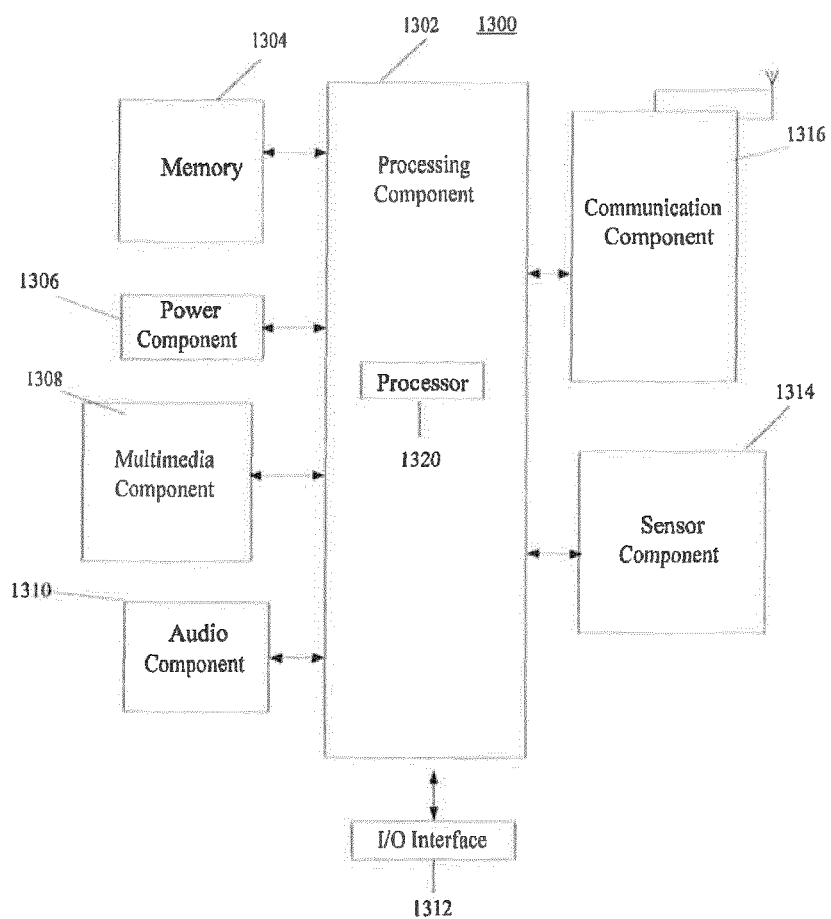 1302
1300
1304
Memory
Processing
Component
1316
Communication
Component
1306
Power
Component
1308
Processor
1320
1314
Multimedia
Component
Sensor
Component
1310
Audio
Component
I/O Interface
1312